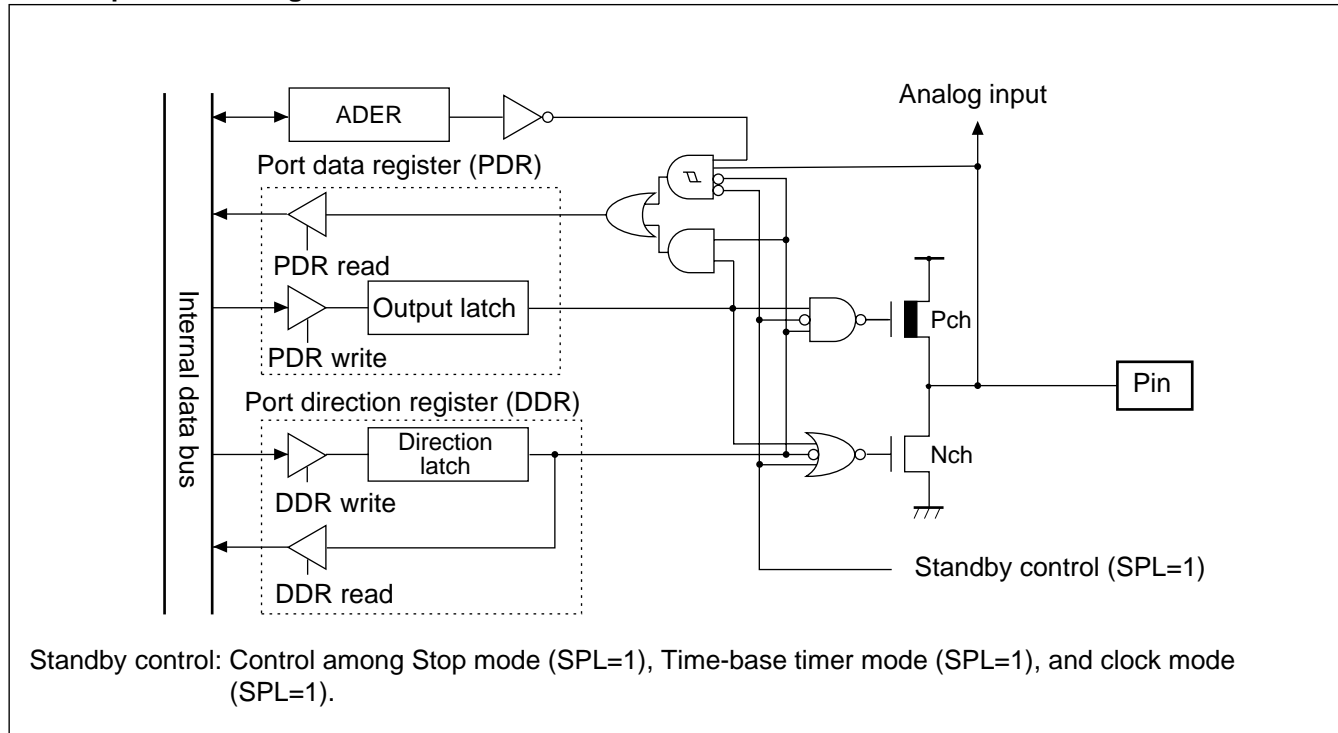 Analog input
ADER
Port data register (PDR)
PDR read
Output latch
PDR write
Pch
Pin
Internal data bus
Port direction register (DDR)
Direction
latch
Nch
DDR write
Standby control (SPL=1)
DDR read
Standby control: Control among Stop mode (SPL=1), Time-base timer mode (SPL=1), and clock mode
(SPL=1).